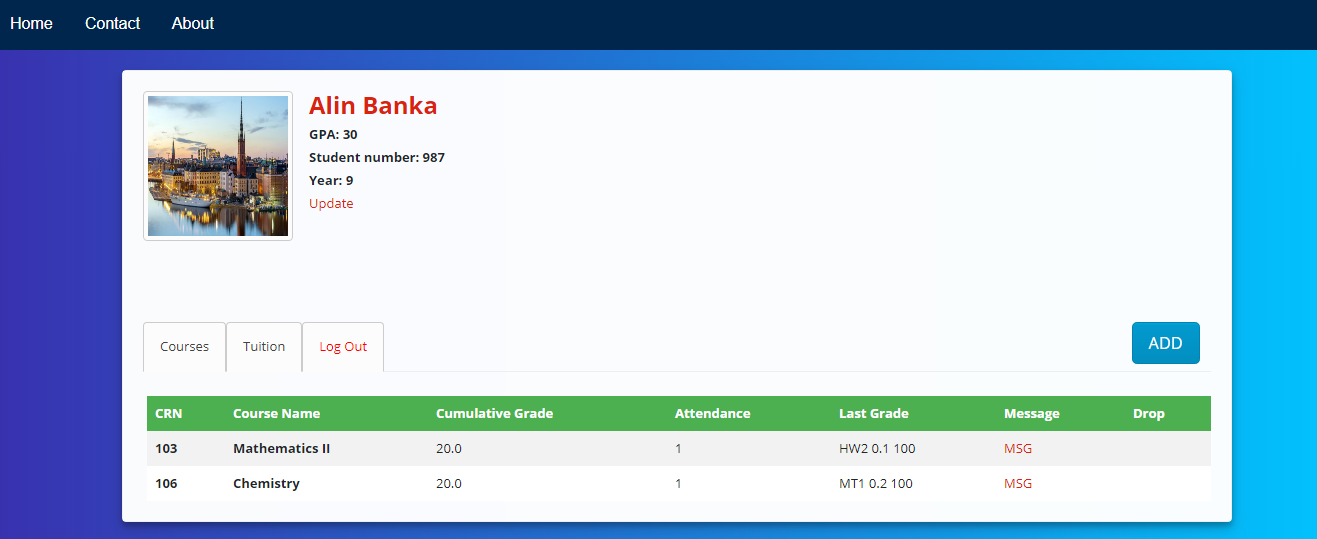 Home Contact About
Alin Banka
GPA: 30
Student number: 987
Year: 9
Update
Courses Tuition Log Out ADD
CRN Course Name Cumulative Grade Attendance Last Grade Message Drop
103 Mathematics II 20.0 1 HW2 0.1 100 MSG
106 Chemistry 20.0 1 MT1 0.2 100 MSG